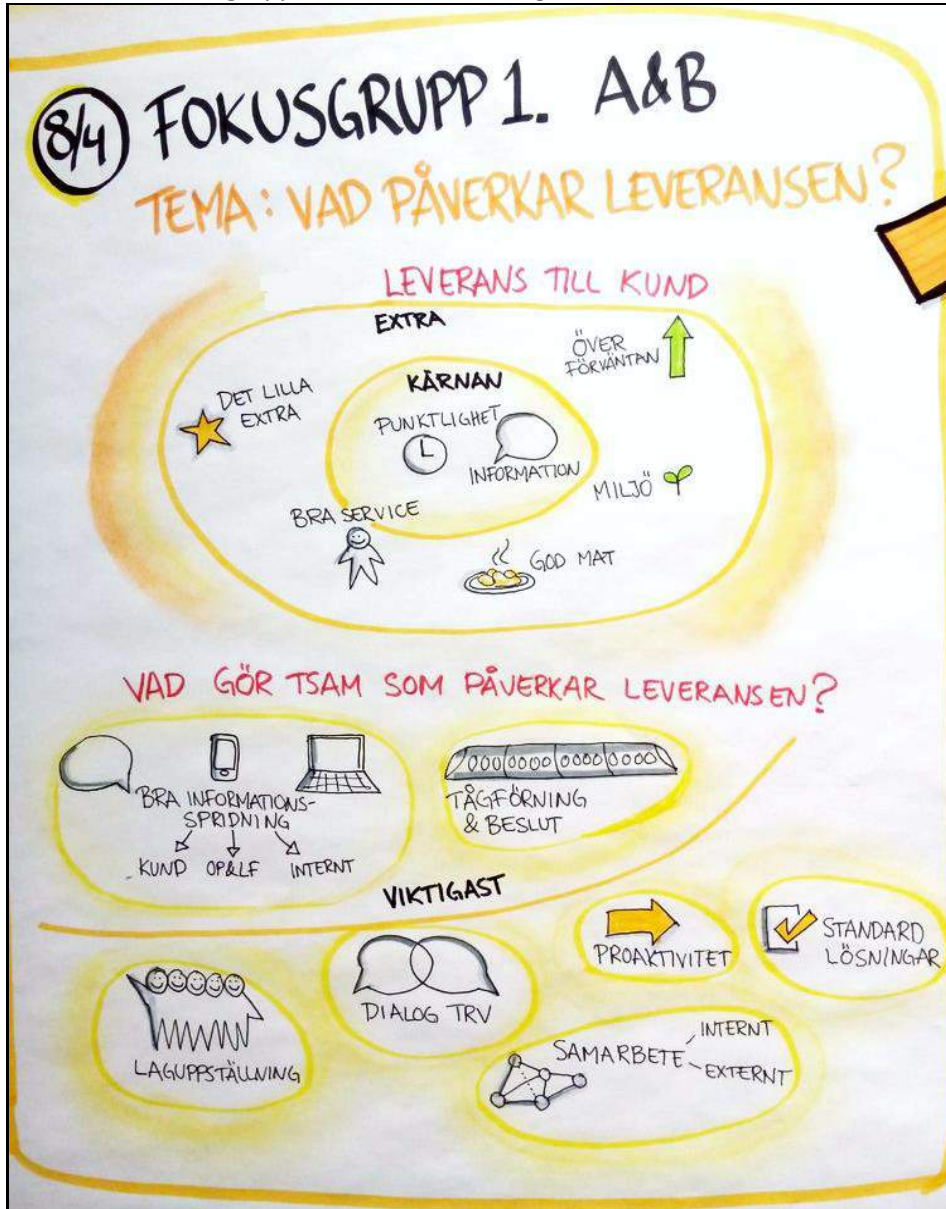 8/4 FOKUSGRUPP 1. A&B
TEMA: VAD PÅVERKAR LEVERANSEN?
LEVERANS TILL KUND
EXTRA
ÖVER
FÖRVÄNTAN
KÄRNAN
DET LILLA
EXTRA
PUNKTLIGHET
INFORMATION
MILJÖ
BRA SERVICE
GOD MAT
VAD GÖR TSAM SOM PÅVERKAR LEVERANSEN?
BRA INFORMATIONS-
SPRIDNING
KUND OP&LF INTERNT
TÅGFÖRNING
& BESLUT
VIKTIGAST
PROAKTIVITET
STANDARD
LÖSNINGAR
DIALOG TRV
LAGUPPSTÄLLNING
SAMARBETE
INTERNT
EXTERNT